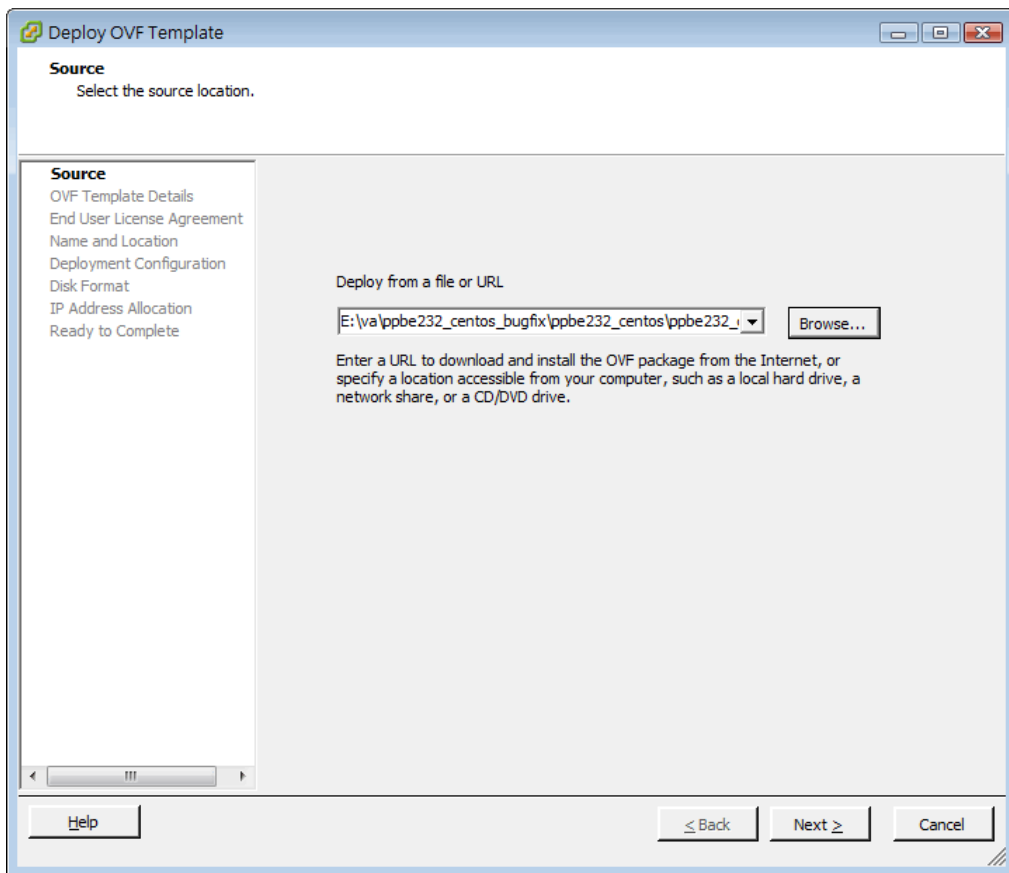 Deploy OVF Template
Source
Select the source location.
Source
OVF Template Details
End User License Agreement
Name and Location
Deployment Configuration
Disk Format
IP Address Allocation
Ready to Complete
Deploy from a file or URL
E:\va\ppbe232_centos_bugfix\ppbe232_centos\ppbe232_
Browse...
Enter a URL to download and install the OVF package from the Internet, or
specify a location accessible from your computer, such as a local hard drive, a
network share, or a CD/DVD drive.
Help
< Back
Next >
Cancel